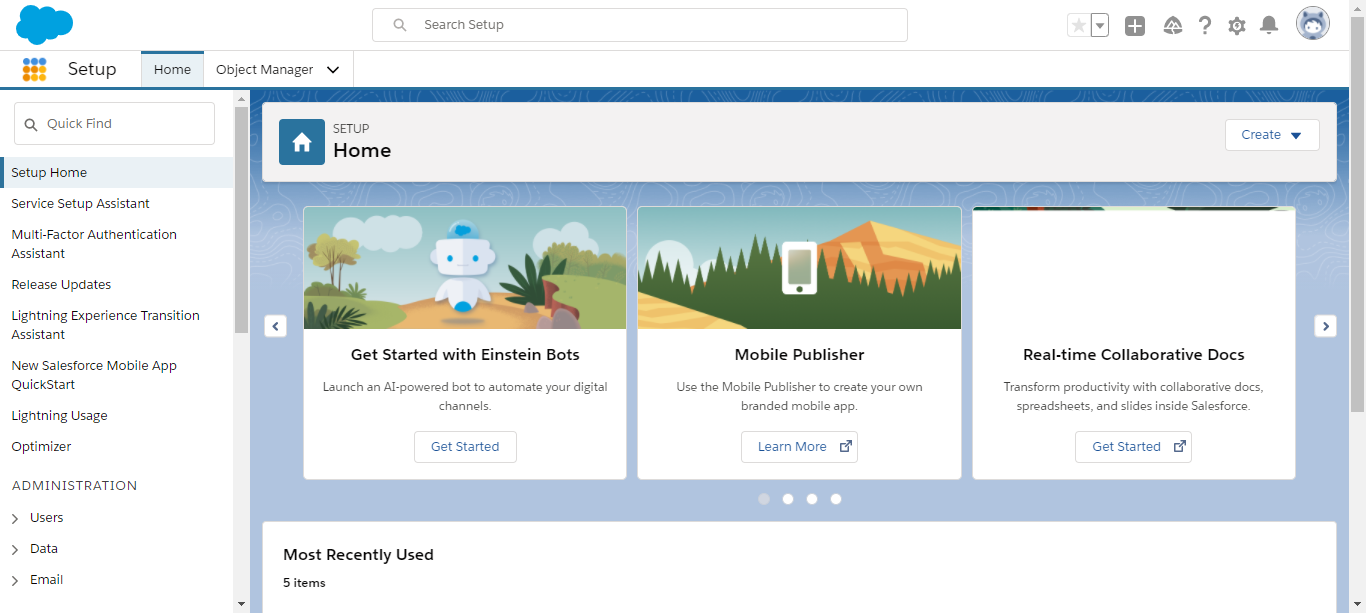 Search Setup
Setup
Home
Object Manager
Quick Find
Setup Home
Service Setup Assistant
Multi-Factor Authentication
Assistant
Release Updates
Lightning Experience Transition
Assistant
New Salesforce Mobile App
QuickStart
Lightning Usage
Optimizer
ADMINISTRATION
Users
Data
Email
SETUP
Home
Create
Get Started with Einstein Bots
Launch an AI-powered bot to automate your digital
channels.
Get Started
Mobile Publisher
Use the Mobile Publisher to create your own
branded mobile app.
Learn More
Real-time Collaborative Docs
Transform productivity with collaborative docs,
spreadsheets, and slides inside Salesforce.
Get Started
Most Recently Used
5 items